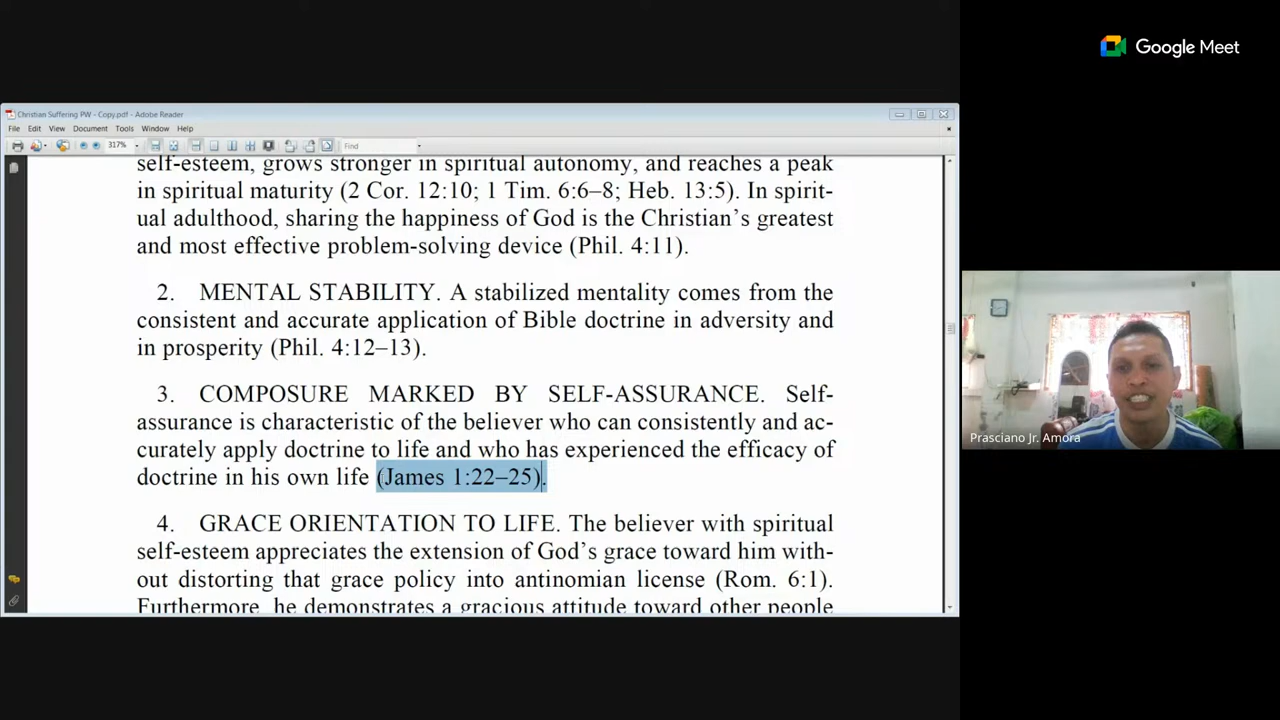 Google Meet
Christian Suffering PW - Copy.pdf - Adobe Reader
File Edit View Document Tools Window Help
317%
Find
self-esteem, grows stronger in spiritual autonomy, and reaches a peak
in spiritual maturity (2 Cor. 12:10; 1 Tim. 6:6–8; Heb. 13:5). In spirit-
ual adulthood, sharing the happiness of God is the Christian’s greatest
and most effective problem-solving device (Phil. 4:11).
2. MENTAL STABILITY. A stabilized mentality comes from the
consistent and accurate application of Bible doctrine in adversity and
in prosperity (Phil. 4:12–13).
3. COMPOSURE MARKED BY SELF-ASSURANCE. Self-
assurance is characteristic of the believer who can consistently and ac-
curately apply doctrine to life and who has experienced the efficacy of
doctrine in his own life (James 1:22–25).
4. GRACE ORIENTATION TO LIFE. The believer with spiritual
self-esteem appreciates the extension of God’s grace toward him with-
out distorting that grace policy into antinomian license (Rom. 6:1).
Furthermore, he demonstrates a gracious attitude toward other people
Prasciano Jr. Amora